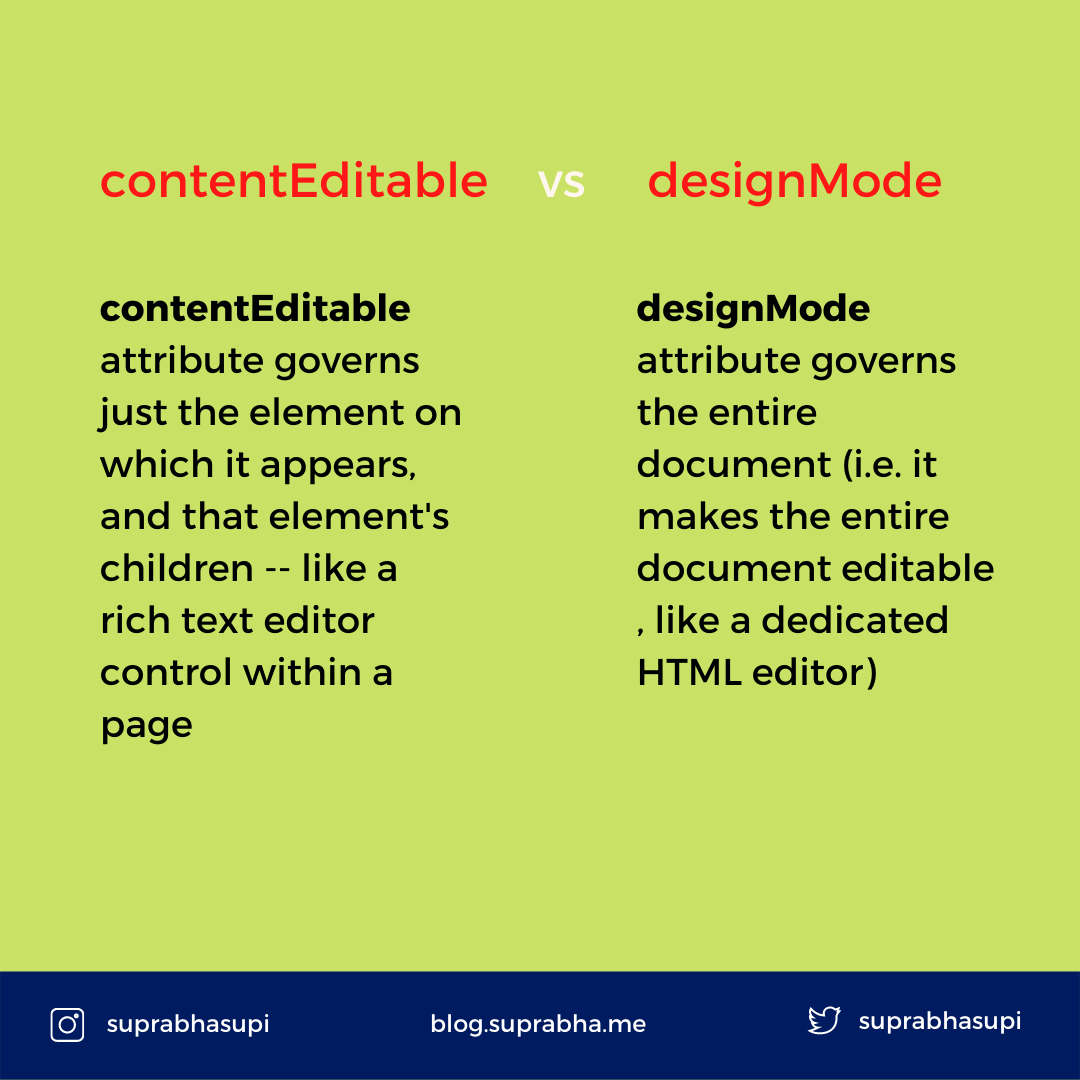 contentEditable vs designMode
contentEditable
attribute governs
just the element on
which it appears,
and that element's
children -- like a
rich text editor
control within a
page
designMode
attribute governs
the entire
document (i.e. it
makes the entire
document editable
, like a dedicated
HTML editor)
suprabhasupi
blog.suprabha.me
suprabhasupi